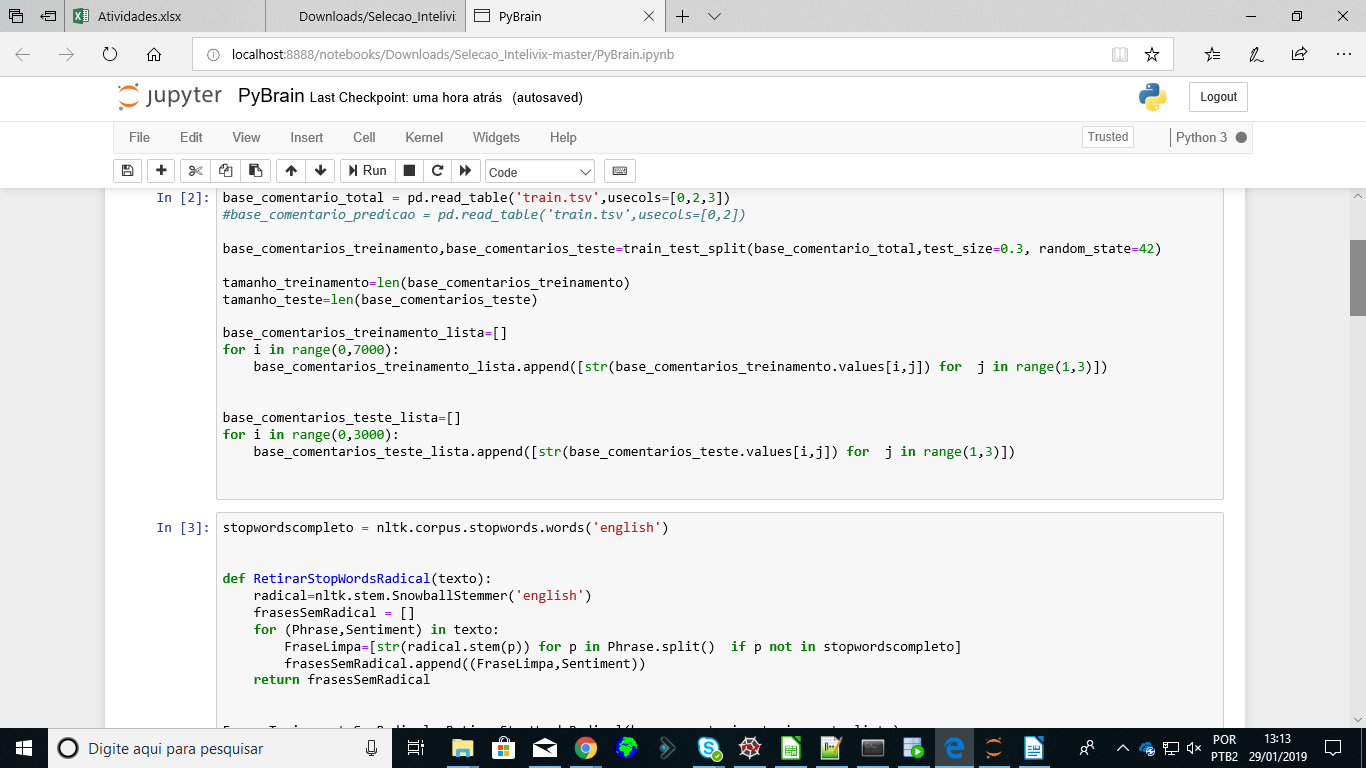 Atividades.xlsx
Downloads/Selecao_Intelivi:
PyBrain
localhost:8888/notebooks/Downloads/Selecao_Intelivix-master/PyBrain.ipynb
jupyter PyBrain Last Checkpoint: uma hora atrás (autosaved)
Logout
File Edit View Insert Cell Kernel Widgets Help
Trusted
Python 3
Run
Code
In [2]: base_comentario_total = pd.read_table('train.tsv',usecols=[0,2,3])
#base_comentario_predicao = pd.read_table('train.tsv',usecols=[0,2])
base_comentarios_treinamento,base_comentarios_teste=train_test_split(base_comentario_total,test_size=0.3, random_state=42)
tamanho_treinamento=len(base_comentarios_treinamento)
tamanho_teste=len(base_comentarios_teste)
base_comentarios_treinamento_lista=[]
for i in range(0,7000):
    base_comentarios_treinamento_lista.append([str(base_comentarios_treinamento.values[i,j]) for  j in range(1,3)])
base_comentarios_teste_lista=[]
for i in range(0,3000):
    base_comentarios_teste_lista.append([str(base_comentarios_teste.values[i,j]) for  j in range(1,3)])
In [3]: stopwordscompleto = nltk.corpus.stopwords.words('english')
def RetirarStopWordsRadical(texto):
    radical=nltk.stem.SnowballStemmer('english')
    frasesSemRadical = []
    for (Phrase,Sentiment) in texto:
        FraseLimpa=[str(radical.stem(p)) for p in Phrase.split()  if p not in stopwordscompleto]
        frasesSemRadical.append((FraseLimpa,Sentiment))
    return frasesSemRadical
Digite aqui para pesquisar
POR
PTB2
13:13
29/01/2019